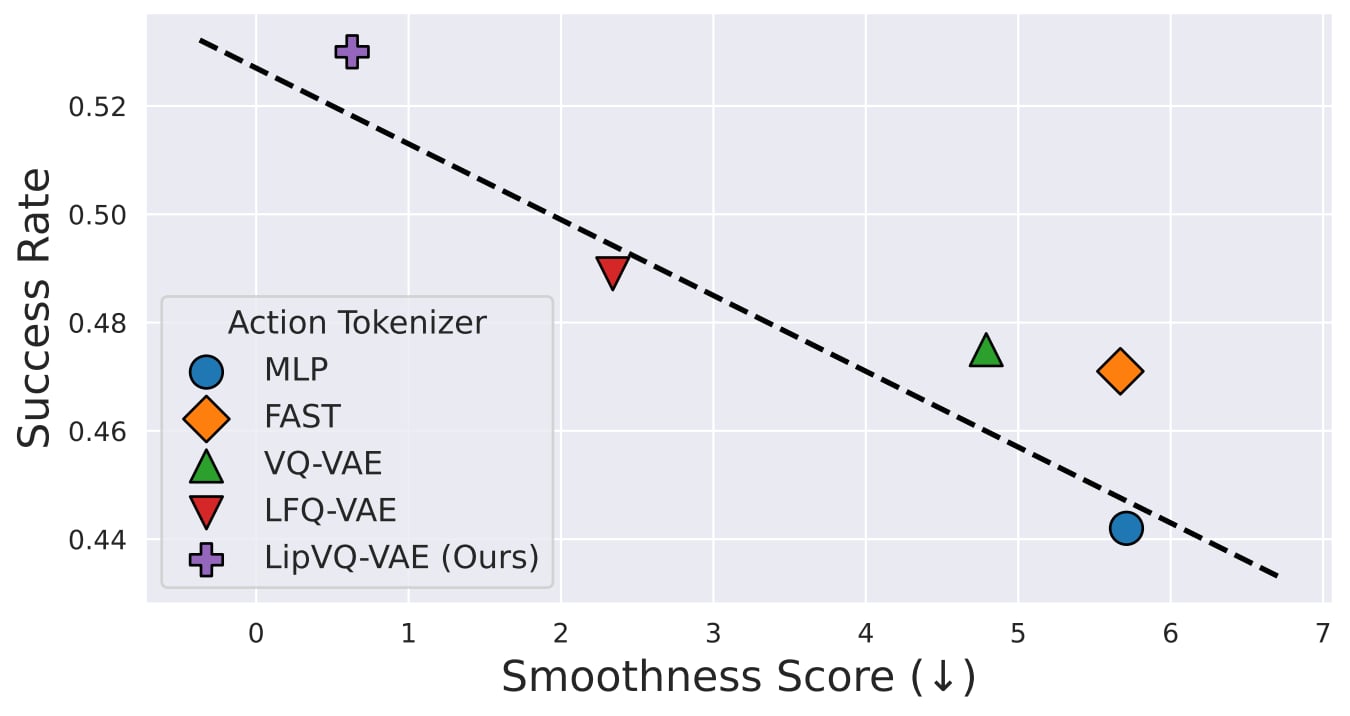 0.52
0.50
0.48
0.46
0.44
Success Rate
Action Tokenizer
MLP
FAST
VQ-VAE
LFQ-VAE
LipVQ-VAE (Ours)
0 1 2 3 4 5 6 7
Smoothness Score (↓)